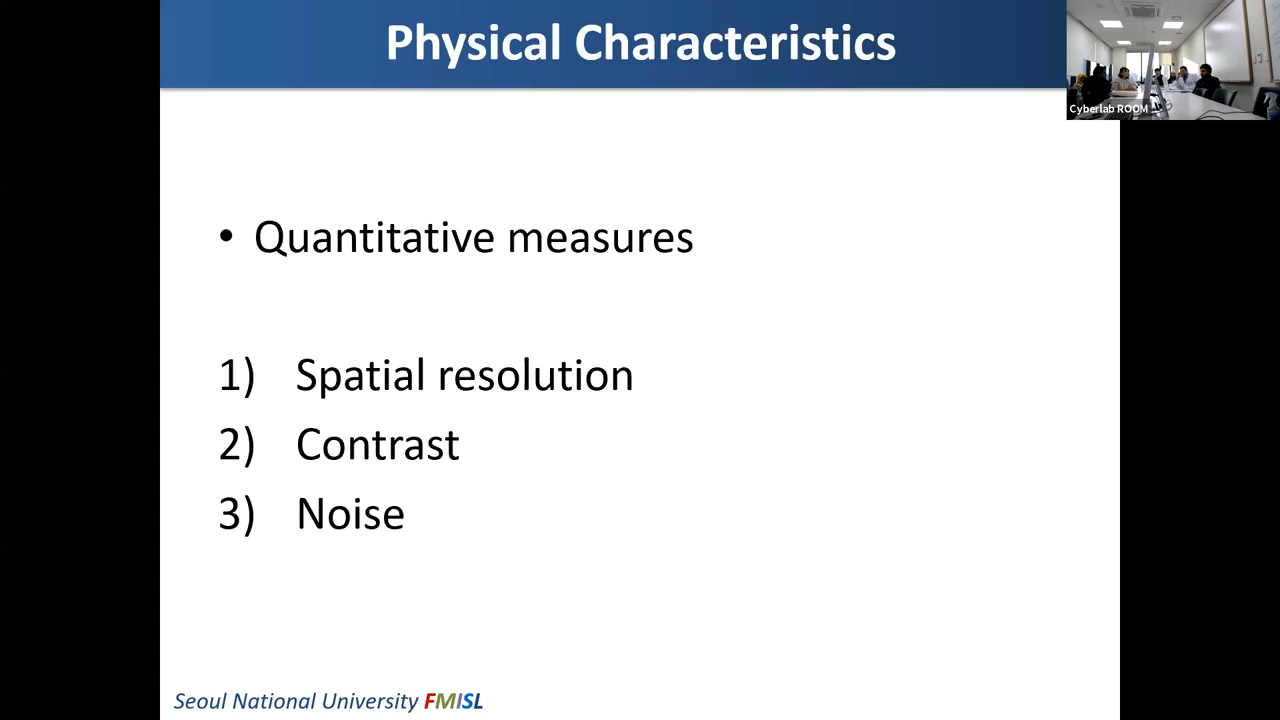 Physical Characteristics
Cyberlab ROOM
• Quantitative measures
1) Spatial resolution
2) Contrast
3) Noise
Seoul National University FMISL